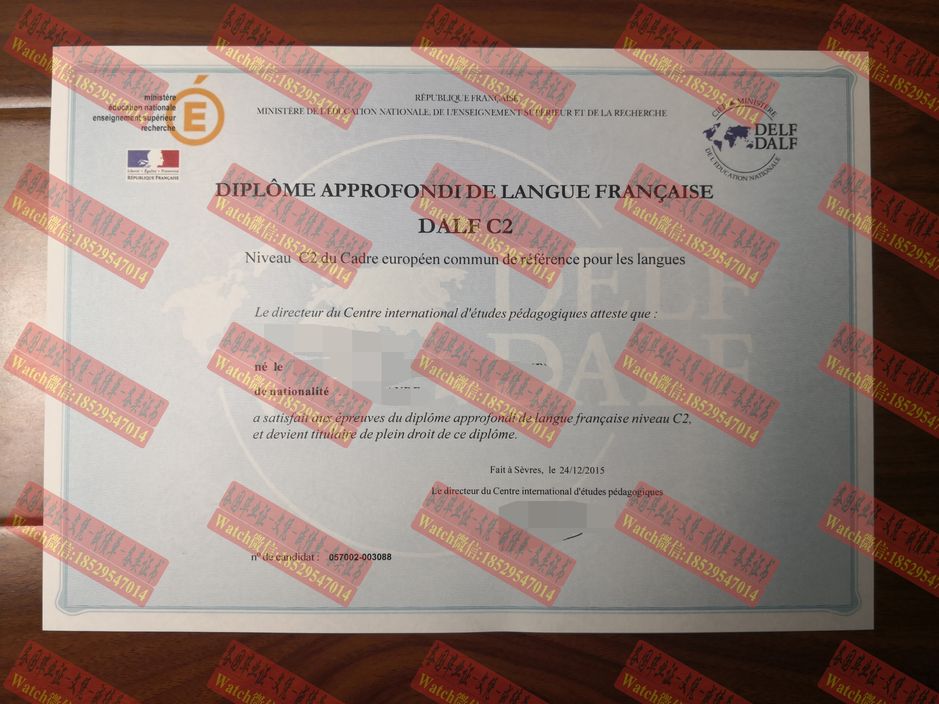 ministère
éducation nationale
enseignement supérieur
recherche
É
Liberté • Égalité • Fraternité
RÉPUBLIQUE FRANÇAISE
RÉPUBLIQUE FRANÇAISE
MINISTÈRE DE L'ÉDUCATION NATIONALE, DE L'ENSEIGNEMENT SUPÉRIEUR ET DE LA RECHERCHE
CIEP MINISTÈRE
DELF
DALF
DE L'ÉDUCATION NATIONALE
DIPLÔME APPROFONDI DE LANGUE FRANÇAISE
DALF C2
Niveau C2 du Cadre européen commun de référence pour les langues
DELF
DALF
Le directeur du Centre international d'études pédagogiques atteste que :
né le
de nationalité
a satisfait aux épreuves du diplôme approfondi de langue française niveau C2,
et devient titulaire de plein droit de ce diplôme.
Fait à Sèvres, le 24/12/2015
Le directeur du Centre international d'études pédagogiques
n° de candidat : 057002-003088
Watch微信:18529547014